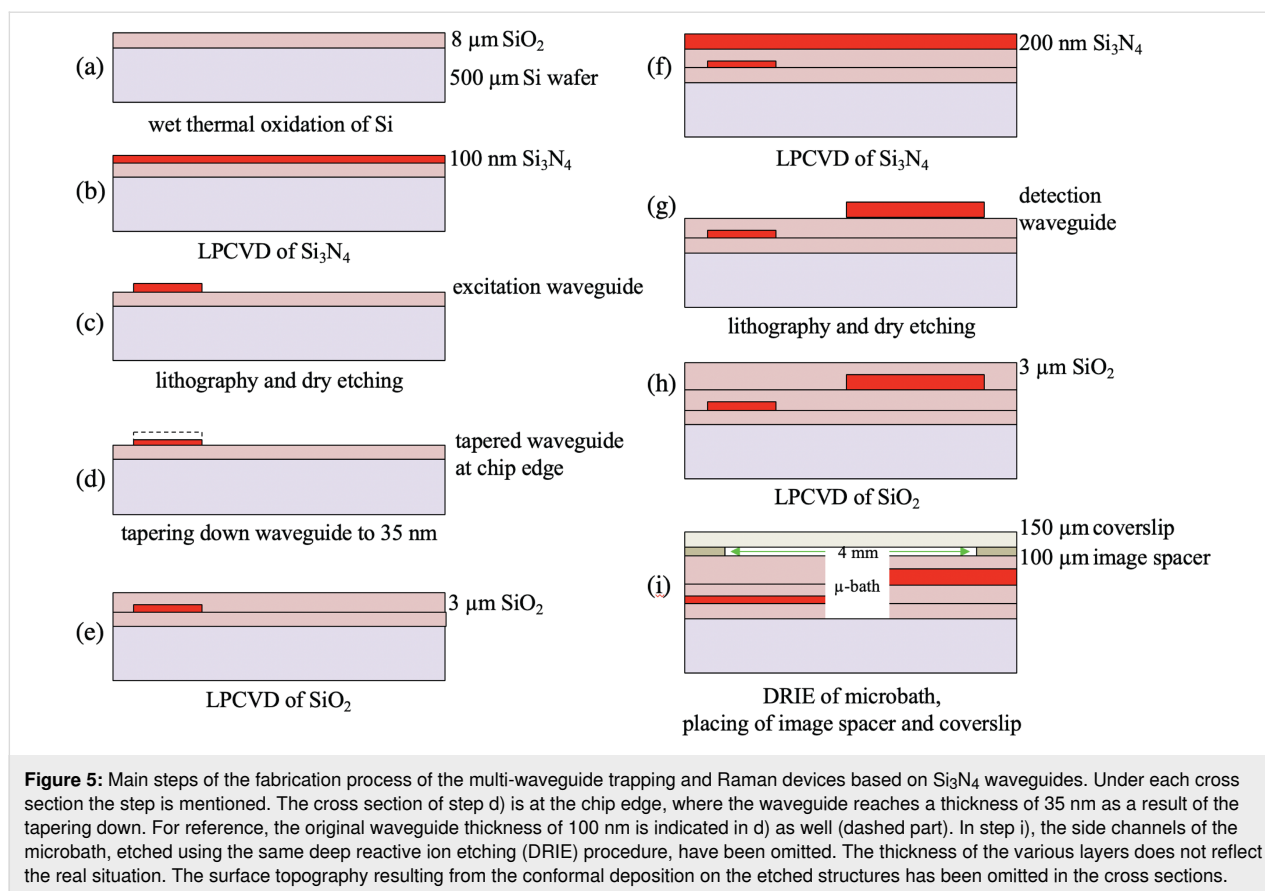 (a)
8 µm SiO2
500 µm Si wafer
wet thermal oxidation of Si
(b)
100 nm Si3N4
LPCVD of Si3N4
(c)
excitation waveguide
lithography and dry etching
(d)
tapered waveguide
at chip edge
tapering down waveguide to 35 nm
(e)
3 µm SiO2
LPCVD of SiO2
(f)
200 nm Si3N4
LPCVD of Si3N4
(g)
detection
waveguide
lithography and dry etching
(h)
3 µm SiO2
LPCVD of SiO2
(i)
150 µm coverslip
4 mm
100 µm image spacer
µ-bath
DRIE of microbath,
placing of image spacer and coverslip
Figure 5: Main steps of the fabrication process of the multi-waveguide trapping and Raman devices based on Si3N4 waveguides. Under each cross
section the step is mentioned. The cross section of step d) is at the chip edge, where the waveguide reaches a thickness of 35 nm as a result of the
tapering down. For reference, the original waveguide thickness of 100 nm is indicated in d) as well (dashed part). In step i), the side channels of the
microbath, etched using the same deep reactive ion etching (DRIE) procedure, have been omitted. The thickness of the various layers does not reflect
the real situation. The surface topography resulting from the conformal deposition on the etched structures has been omitted in the cross sections.